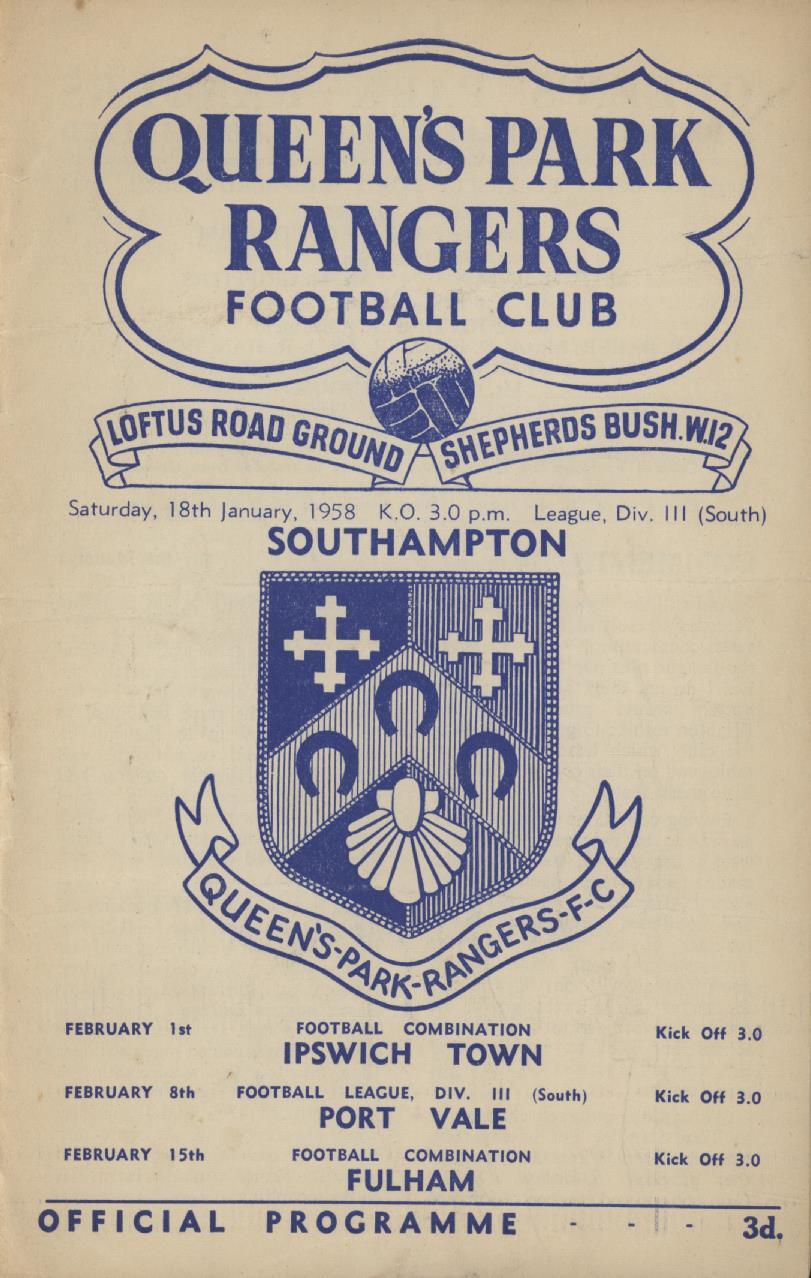 QUEEN'S PARK
RANGERS
FOOTBALL CLUB
LOFTUS ROAD GROUND SHEPHERDS BUSH.W.12
Saturday, 18th January, 1958 K.O. 3.0 p.m. League, Div. III (South)
SOUTHAMPTON
QUEEN'S-PARK-RANGERS-F-C
FEBRUARY 1st FOOTBALL COMBINATION Kick Off 3.0
IPSWICH TOWN
FEBRUARY 8th FOOTBALL LEAGUE, DIV. III (South) Kick Off 3.0
PORT VALE
FEBRUARY 15th FOOTBALL COMBINATION Kick Off 3.0
FULHAM
OFFICIAL PROGRAMME - - - 3d.